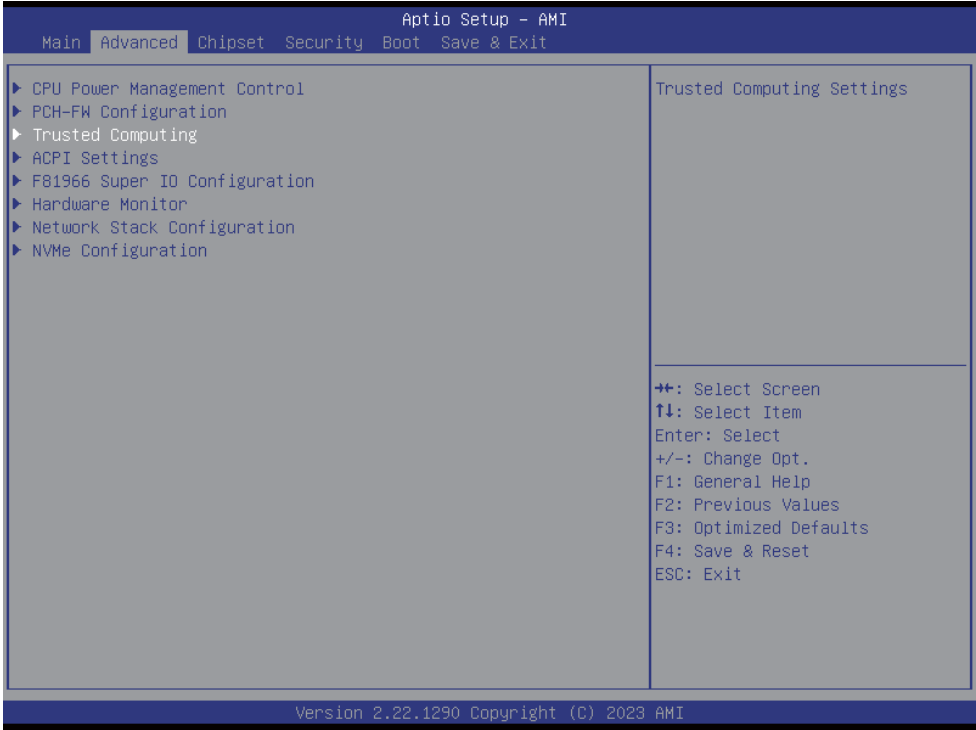 Aptio Setup – AMI
Main Advanced Chipset Security Boot Save & Exit
▶ CPU Power Management Control
▶ PCH-FW Configuration
▶ Trusted Computing
▶ ACPI Settings
▶ F81966 Super IO Configuration
▶ Hardware Monitor
▶ Network Stack Configuration
▶ NVMe Configuration
Trusted Computing Settings
→←: Select Screen
↑↓: Select Item
Enter: Select
+/-: Change Opt.
F1: General Help
F2: Previous Values
F3: Optimized Defaults
F4: Save & Reset
ESC: Exit
Version 2.22.1290 Copyright (C) 2023 AMI